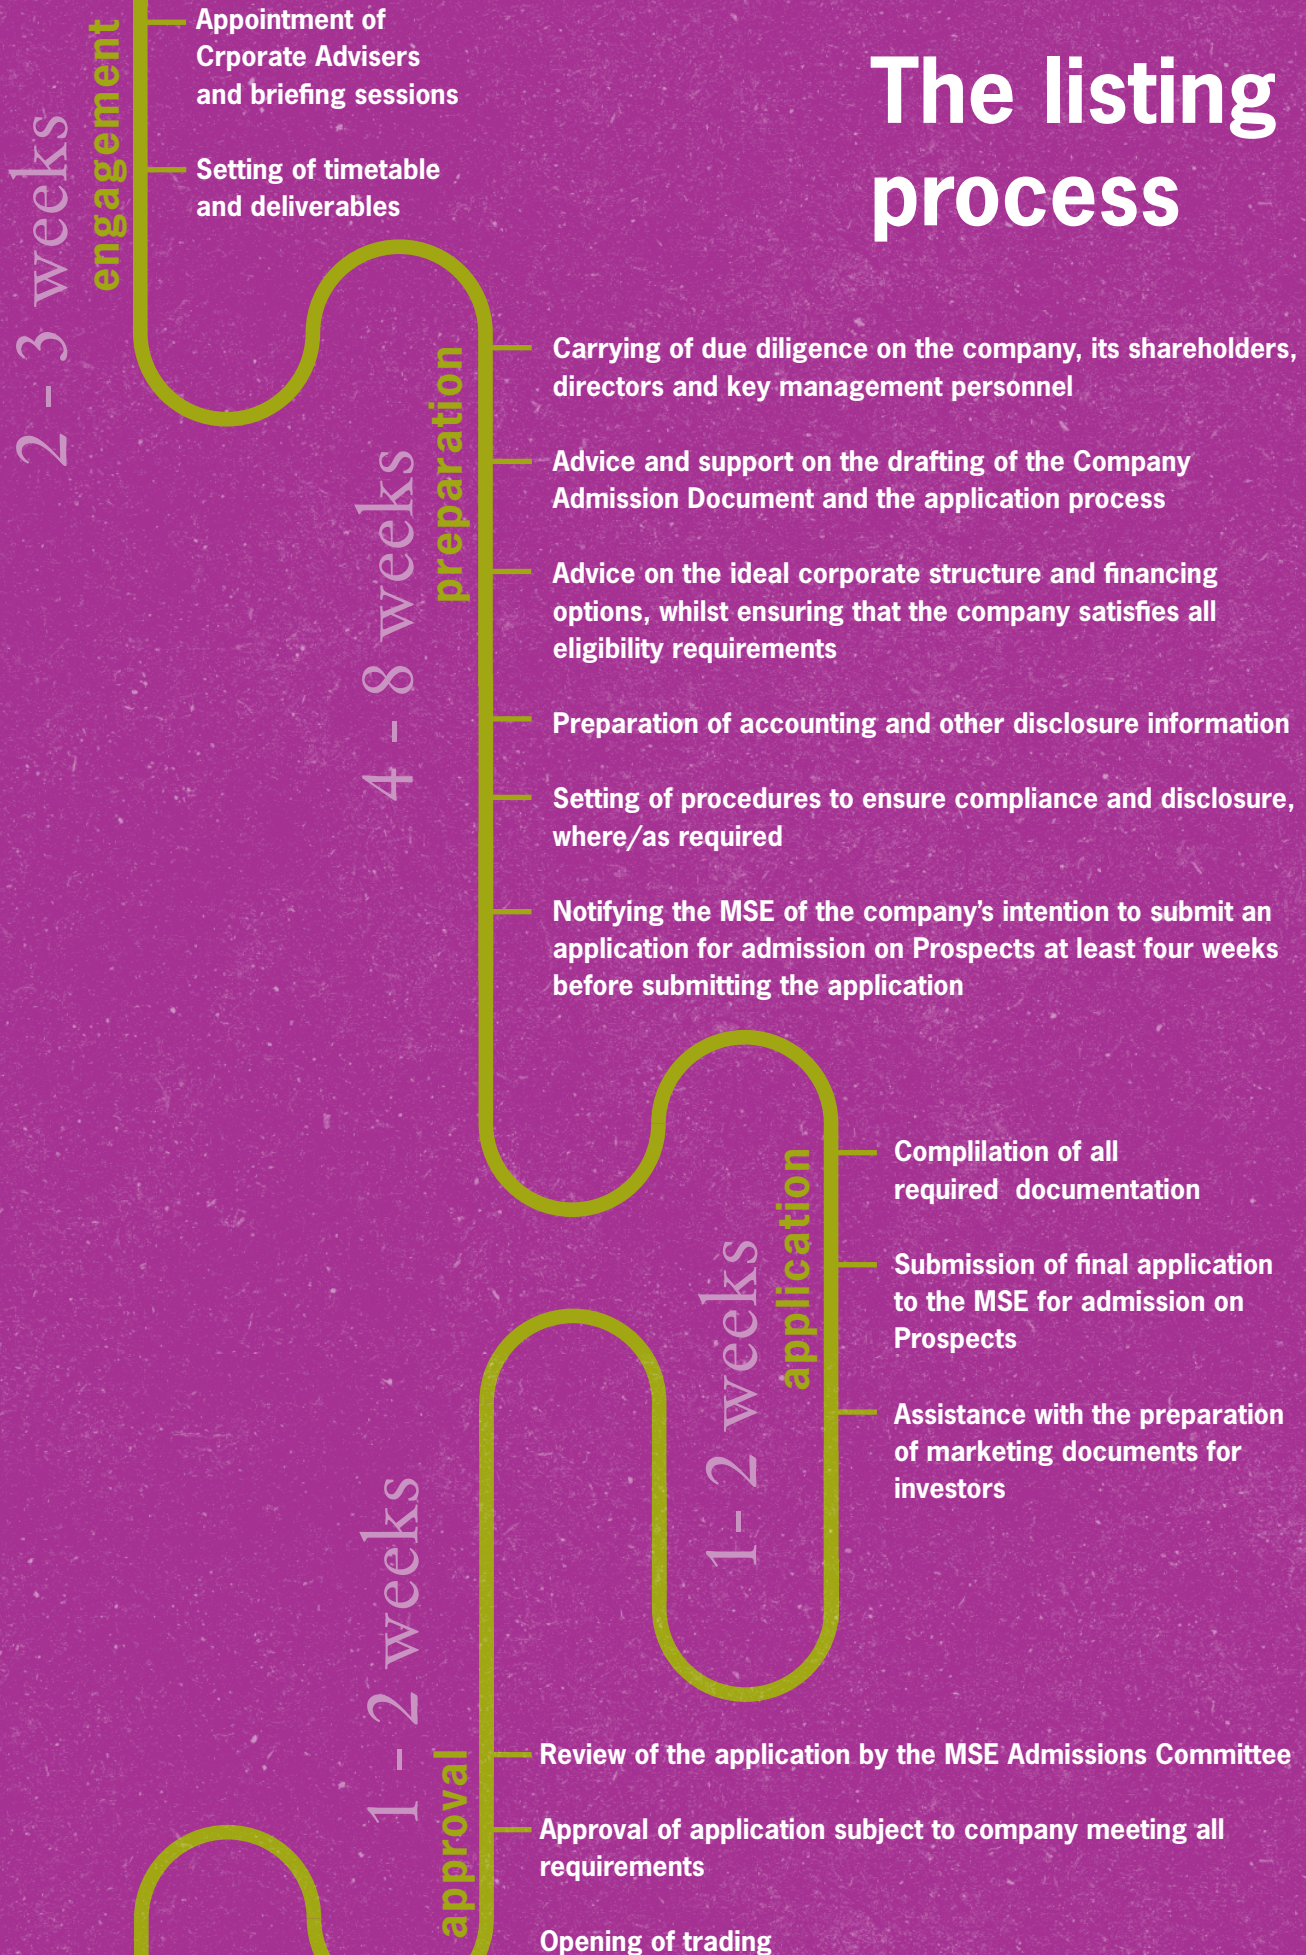 The listing
process
2 - 3 weeks
engagement
Appointment of
Crporate Advisers
and briefing sessions
Setting of timetable
and deliverables
4 - 8 weeks
preparation
Carrying of due diligence on the company, its shareholders,
directors and key management personnel
Advice and support on the drafting of the Company
Admission Document and the application process
Advice on the ideal corporate structure and financing
options, whilst ensuring that the company satisfies all
eligibility requirements
Preparation of accounting and other disclosure information
Setting of procedures to ensure compliance and disclosure,
where/as required
Notifying the MSE of the company’s intention to submit an
application for admission on Prospects at least four weeks
before submitting the application
1 - 2 weeks
application
Complilation of all
required  documentation
Submission of final application
to the MSE for admission on
Prospects
Assistance with the preparation
of marketing documents for
investors
1 - 2 weeks
approval
Review of the application by the MSE Admissions Committee
Approval of application subject to company meeting all
requirements
Opening of trading